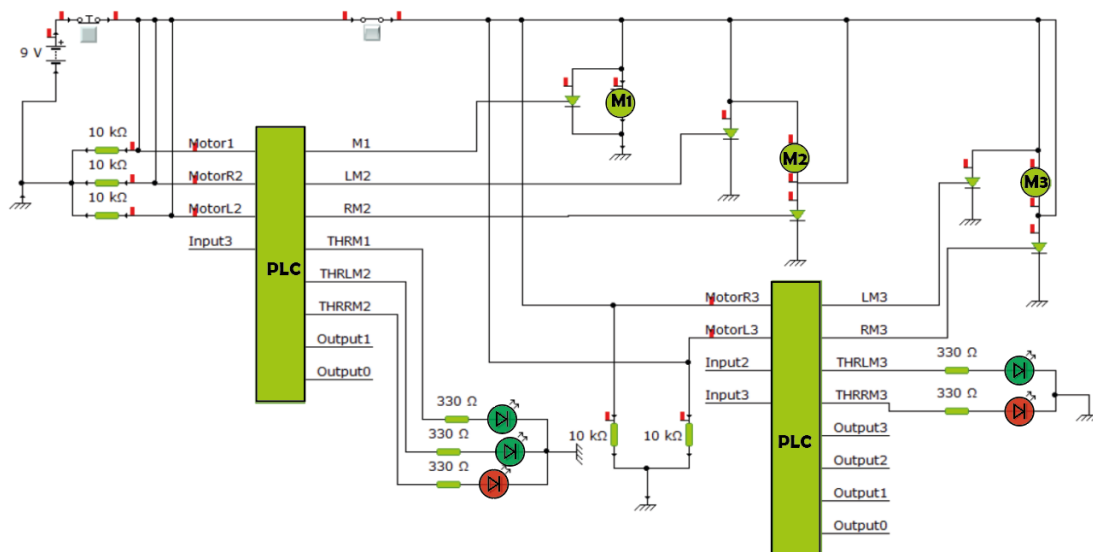 9 V
10 kΩ
10 kΩ
10 kΩ
Motor1
MotorR2
MotorL2
Input3
PLC
M1
LM2
RM2
THRM1
THRLM2
THRRM2
Output1
Output0
330 Ω
330 Ω
330 Ω
M1
M2
M3
MotorR3
MotorL3
Input2
Input3
10 kΩ
10 kΩ
PLC
LM3
RM3
THRLM3
THRRM3
Output3
Output2
Output1
Output0
330 Ω
330 Ω